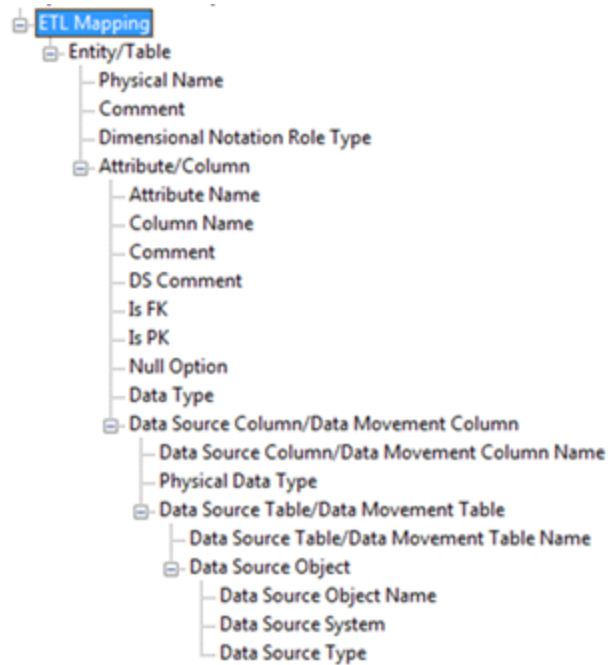 ETL Mapping
Entity/Table
Physical Name
Comment
Dimensional Notation Role Type
Attribute/Column
Attribute Name
Column Name
Comment
DS Comment
Is FK
Is PK
Null Option
Data Type
Data Source Column/Data Movement Column
Data Source Column/Data Movement Column Name
Physical Data Type
Data Source Table/Data Movement Table
Data Source Table/Data Movement Table Name
Data Source Object
Data Source Object Name
Data Source System
Data Source Type